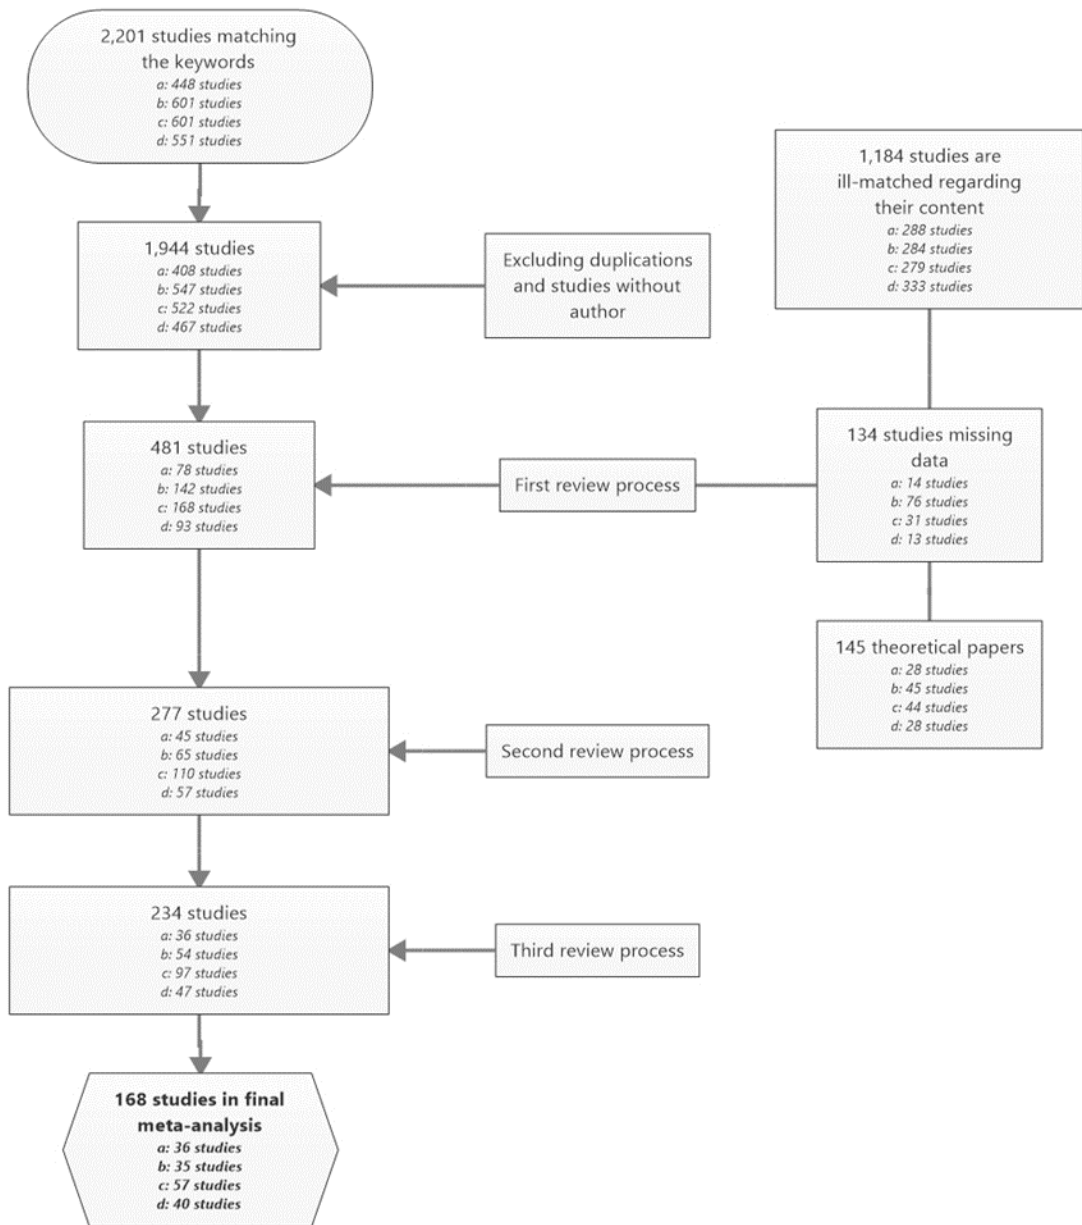 2,201 studies matching
the keywords
a: 448 studies
b: 601 studies
c: 601 studies
d: 551 studies
1,944 studies
a: 408 studies
b: 547 studies
c: 522 studies
d: 467 studies
Excluding duplications
and studies without
author
1,184 studies are
ill-matched regarding
their content
a: 288 studies
b: 284 studies
c: 279 studies
d: 333 studies
481 studies
a: 78 studies
b: 142 studies
c: 168 studies
d: 93 studies
First review process
134 studies missing
data
a: 14 studies
b: 76 studies
c: 31 studies
d: 13 studies
145 theoretical papers
a: 28 studies
b: 45 studies
c: 44 studies
d: 28 studies
277 studies
a: 45 studies
b: 65 studies
c: 110 studies
d: 57 studies
Second review process
234 studies
a: 36 studies
b: 54 studies
c: 97 studies
d: 47 studies
Third review process
168 studies in final
meta-analysis
a: 36 studies
b: 35 studies
c: 57 studies
d: 40 studies